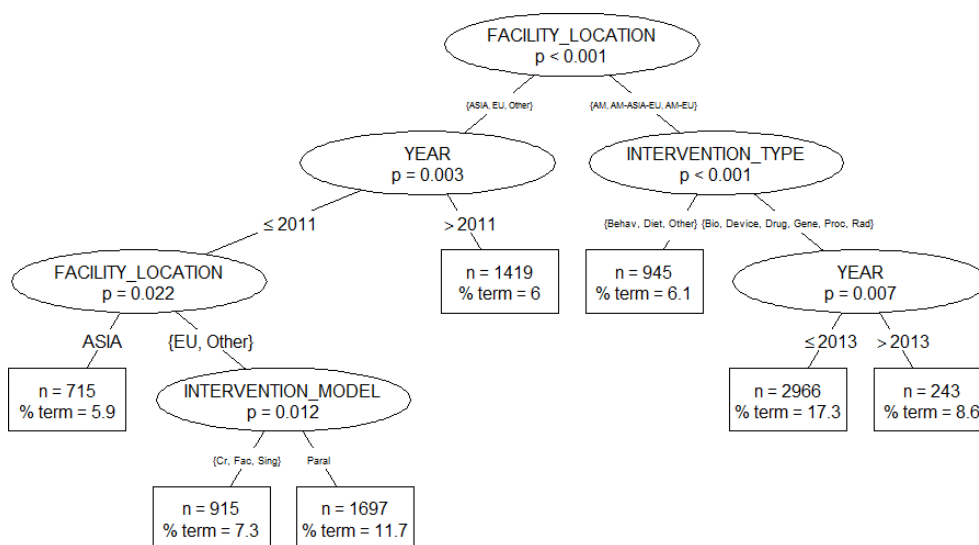 FACILITY_LOCATION
p < 0.001
{ASIA, EU, Other}
{AM, AM-ASIA-EU, AM-EU}
YEAR
p = 0.003
INTERVENTION_TYPE
p < 0.001
≤ 2011
> 2011
{Behav, Diet, Other}
{Bio, Device, Drug, Gene, Proc, Rad}
FACILITY_LOCATION
p = 0.022
n = 1419
% term = 6
n = 945
% term = 6.1
YEAR
p = 0.007
ASIA
{EU, Other}
≤ 2013
> 2013
n = 715
% term = 5.9
INTERVENTION_MODEL
p = 0.012
n = 2966
% term = 17.3
n = 243
% term = 8.6
{Cr, Fac, Sing}
Paral
n = 915
% term = 7.3
n = 1697
% term = 11.7